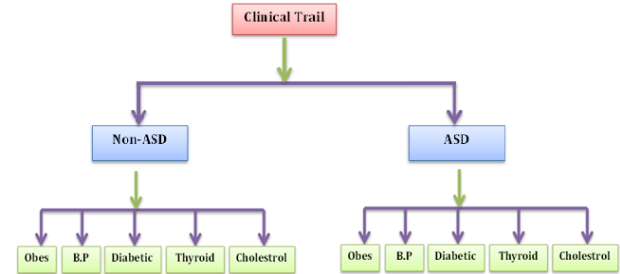 Clinical Trail
Non-ASD
ASD
Obes
B.P
Diabetic
Thyroid
Cholestrol
Obes
B.P
Diabetic
Thyroid
Cholestrol